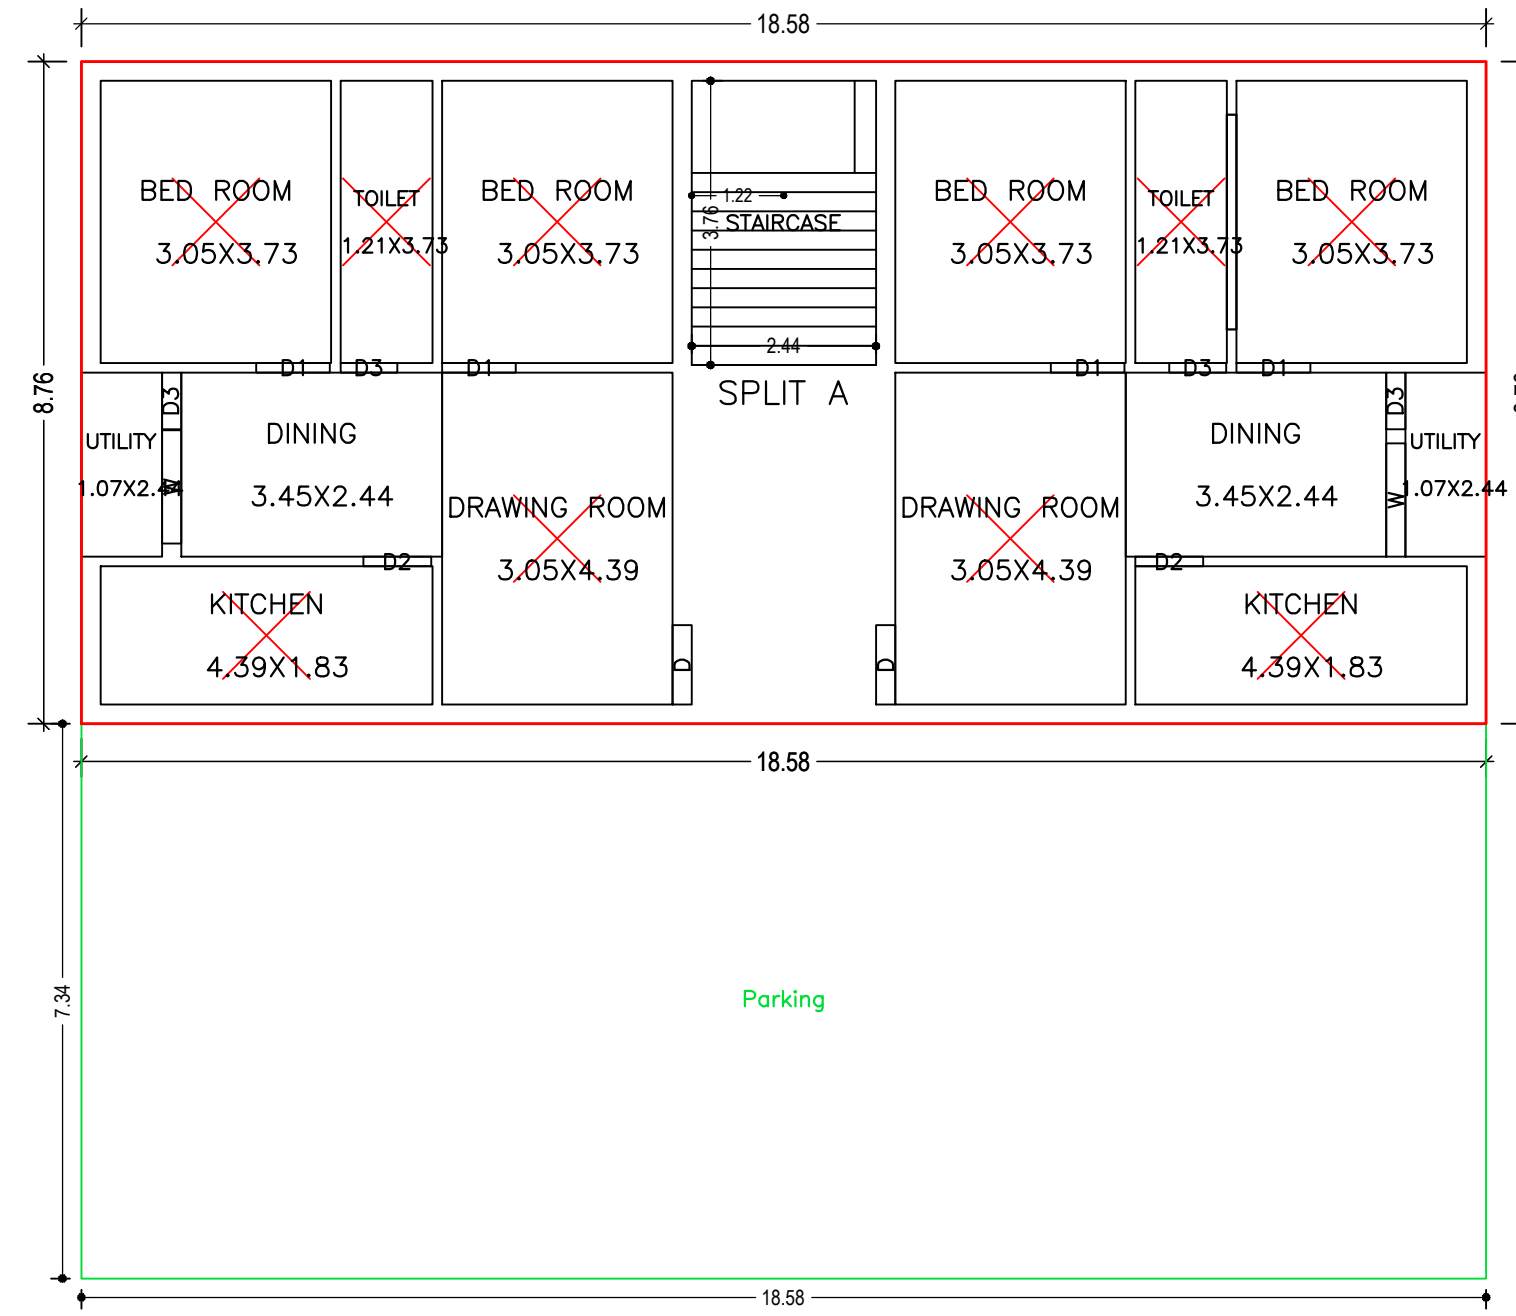 18.58
BED ROOM
3.05X3.73
TOILET
1.21X3.73
BED ROOM
3.05X3.73
1.22
3.76
STAIRCASE
2.44
SPLIT A
BED ROOM
3.05X3.73
TOILET
1.21X3.73
BED ROOM
3.05X3.73
D1
D3
D1
D1
D3
D1
8.76
UTILITY
1.07X2.44
D3
W
DINING
3.45X2.44
DRAWING ROOM
3.05X4.39
DRAWING ROOM
3.05X4.39
DINING
3.45X2.44
D3
W
UTILITY
1.07X2.44
D2
D2
KITCHEN
4.39X1.83
D
D
KITCHEN
4.39X1.83
18.58
7.34
Parking
18.58